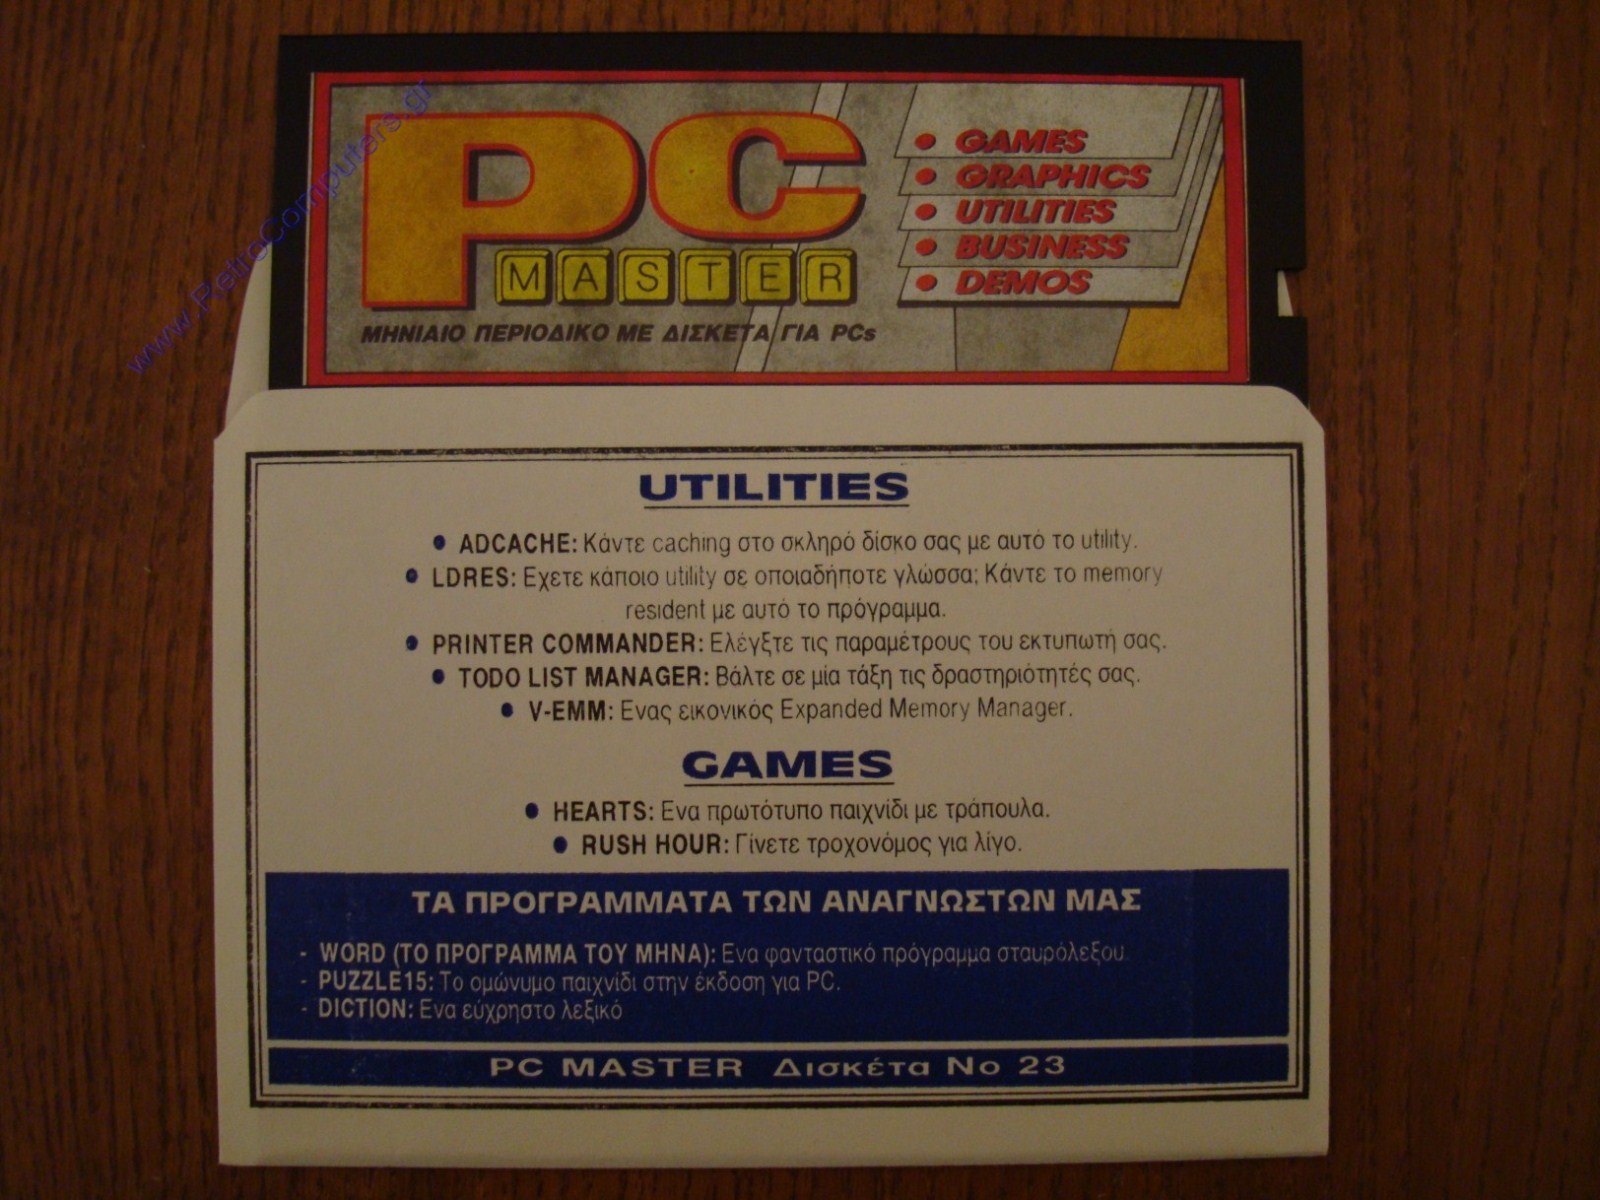 www.RetroComputers.gr
PC
MASTER
ΜΗΝΙΑΙΟ ΠΕΡΙΟΔΙΚΟ ΜΕ ΔΙΣΚΕΤΑ ΓΙΑ PCs
• GAMES
• GRAPHICS
• UTILITIES
• BUSINESS
• DEMOS
UTILITIES
• ADCACHE: Κάντε caching στο σκληρό δίσκο σας με αυτό το utility.
• LDRES: Εχετε κάποιο utility σε οποιαδήποτε γλώσσα; Κάντε το memory
resident με αυτό το πρόγραμμα.
• PRINTER COMMANDER: Ελέγξτε τις παραμέτρους του εκτυπωτή σας.
• TODO LIST MANAGER: Βάλτε σε μία τάξη τις δραστηριότητές σας.
• V-EMM: Ενας εικονικός Expanded Memory Manager.
GAMES
• HEARTS: Ενα πρωτότυπο παιχνίδι με τράπουλα.
• RUSH HOUR: Γίνετε τροχονόμος για λίγο.
ΤΑ ΠΡΟΓΡΑΜΜΑΤΑ ΤΩΝ ΑΝΑΓΝΩΣΤΩΝ ΜΑΣ
- WORD (ΤΟ ΠΡΟΓΡΑΜΜΑ ΤΟΥ ΜΗΝΑ): Ενα φανταστικό πρόγραμμα σταυρόλεξου.
- PUZZLE15: Το ομώνυμο παιχνίδι στην έκδοση για PC.
- DICTION: Ενα εύχρηστο λεξικό
PC MASTER Δισκέτα Νο 23